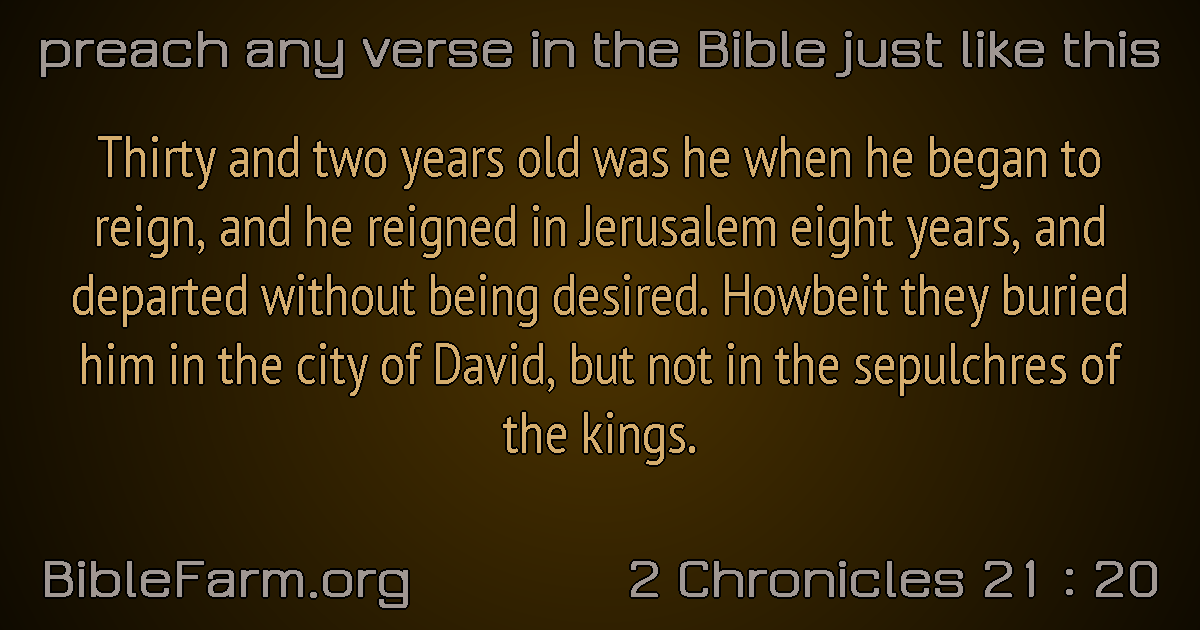 preach any verse in the Bible just like this
Thirty and two years old was he when he began to
reign, and he reigned in Jerusalem eight years, and
departed without being desired. Howbeit they buried
him in the city of David, but not in the sepulchres of
the kings.
BibleFarm.org
2 Chronicles 21 : 20